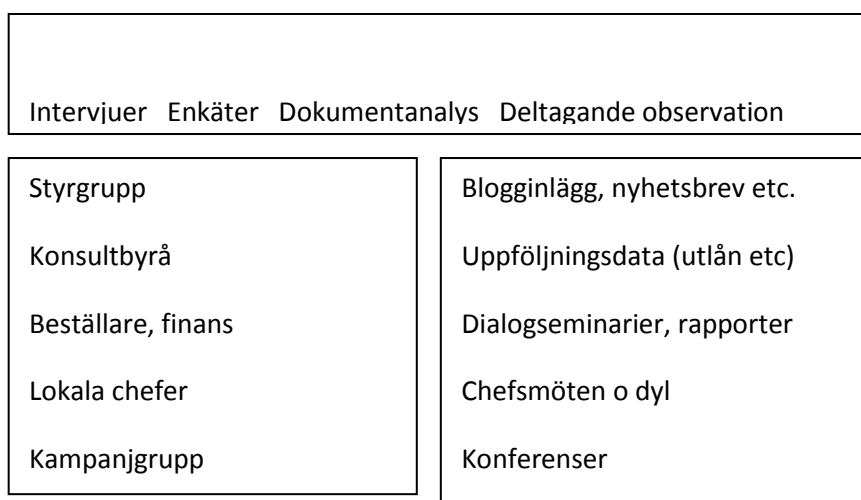 Intervjuer Enkäter Dokumentanalys Deltagande observation
Styrgrupp
Konsultbyrå
Beställare, finans
Lokala chefer
Kampanjgrupp
Blogginlägg, nyhetsbrev etc.
Uppföljningsdata (utlån etc)
Dialogseminarier, rapporter
Chefsmöten o dyl
Konferenser